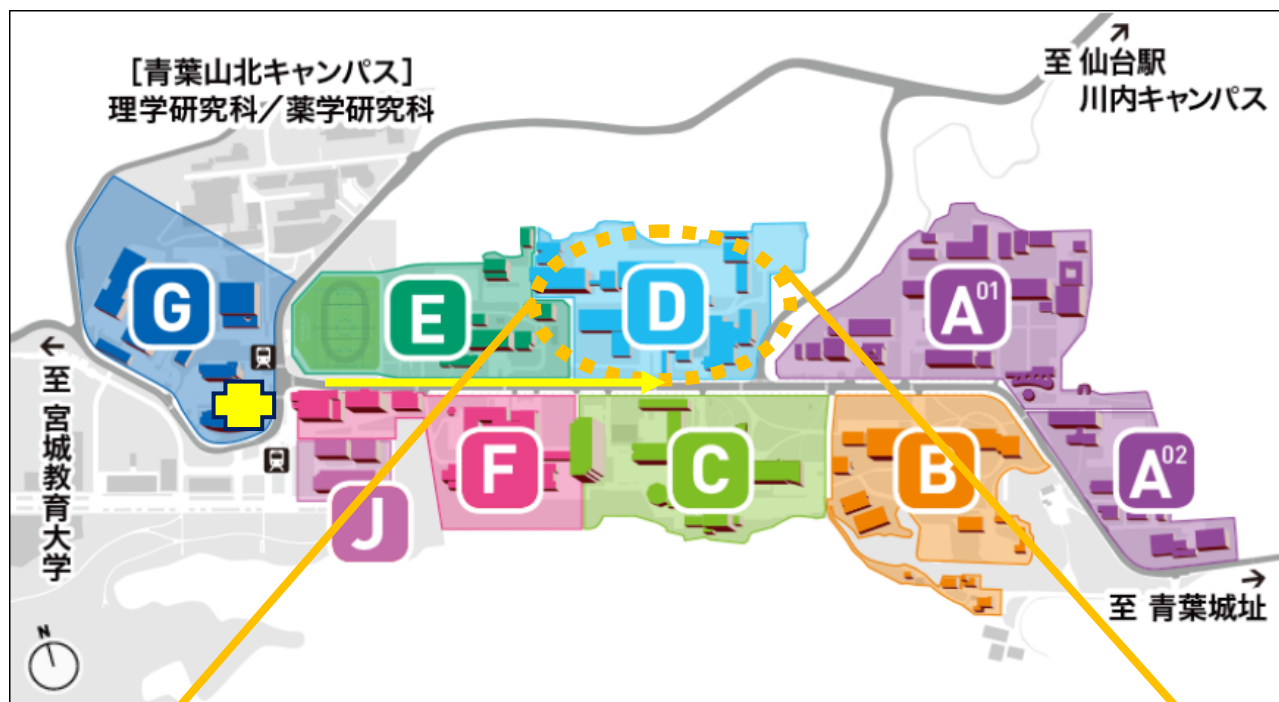 [青葉山北キャンパス]
理学研究科/薬学研究科
↗
至 仙台駅
川内キャンパス
G
E
D
A01
←
至 宮城教育大学
F
C
B
A02
J
→
至 青葉城址
N